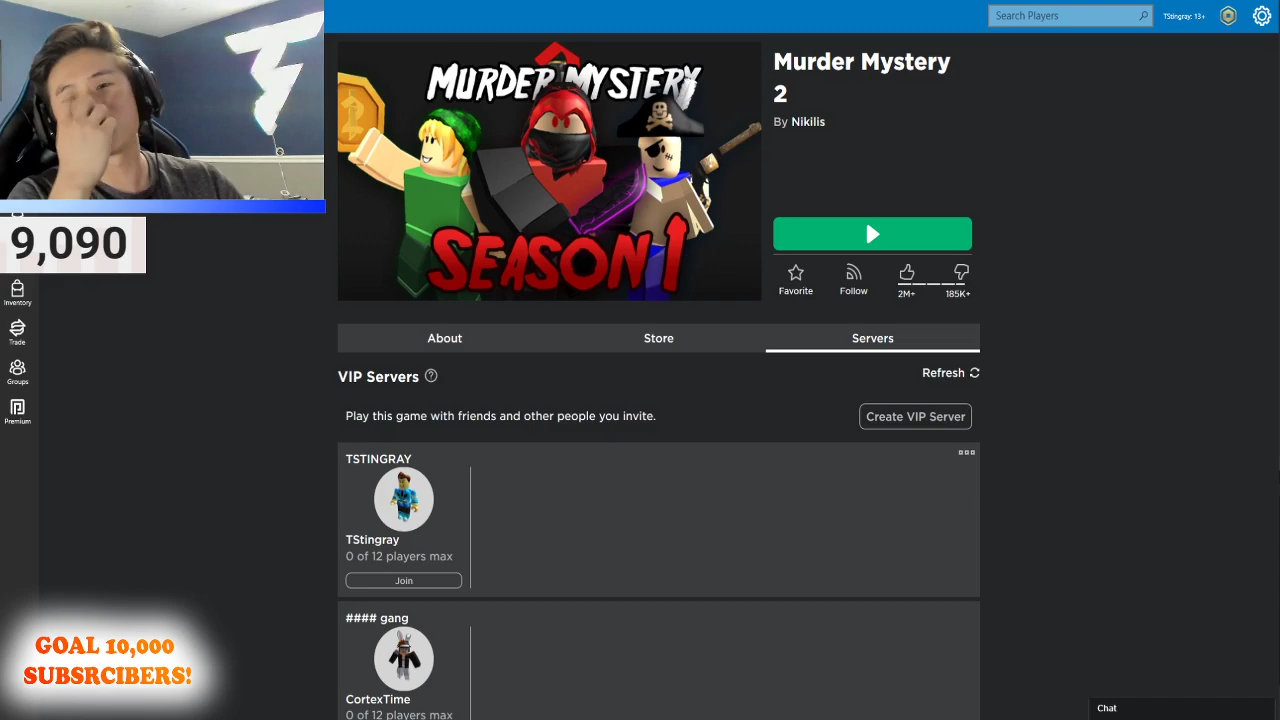 Search Players
TStingray: 13+
MURDER MYSTERY
2
SEASON 1
Murder Mystery
2
By Nikilis
9,090
Favorite
Follow
2M+
185K+
Inventory
Trade
Groups
Premium
About
Store
Servers
VIP Servers
Refresh
Play this game with friends and other people you invite.
Create VIP Server
TSTINGRAY
TStingray
0 of 12 players max
Join
#### gang
CortexTime
0 of 12 players max
GOAL 10,000
SUBSRCIBERS!
Chat